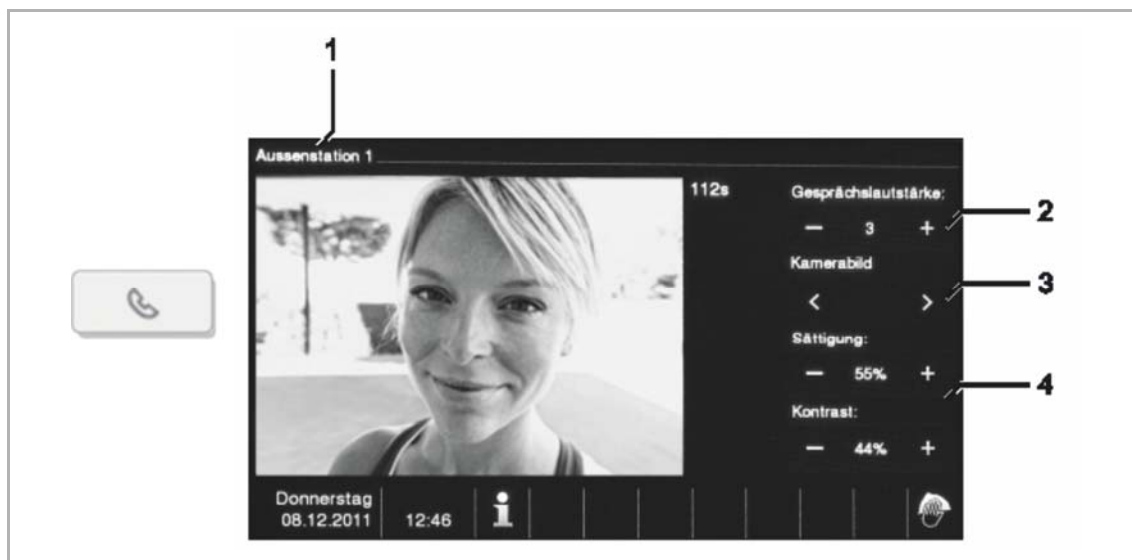 1
Aussenstation 1
112s
Gesprächslautstärke:
— 3 +
2
Kamerabild
< >
3
Sättigung:
— 55% +
4
Kontrast:
— 44% +
Donnerstag
08.12.2011
12:46
i